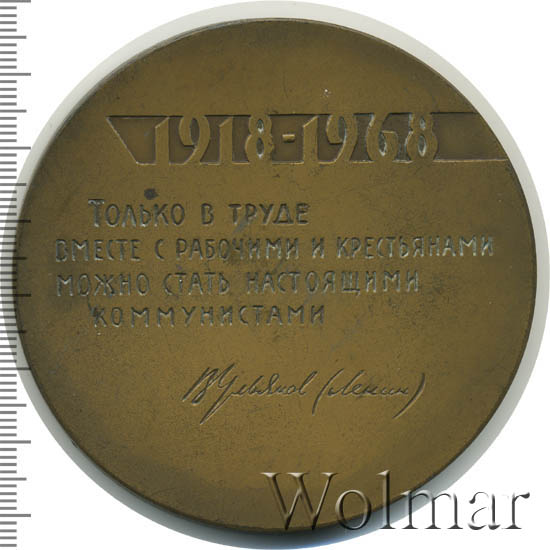 1918-1968
Только в труде
вместе с рабочими и крестьянами
можно стать настоящими
коммунистами
В Ульянов (Ленин)
Wolmar